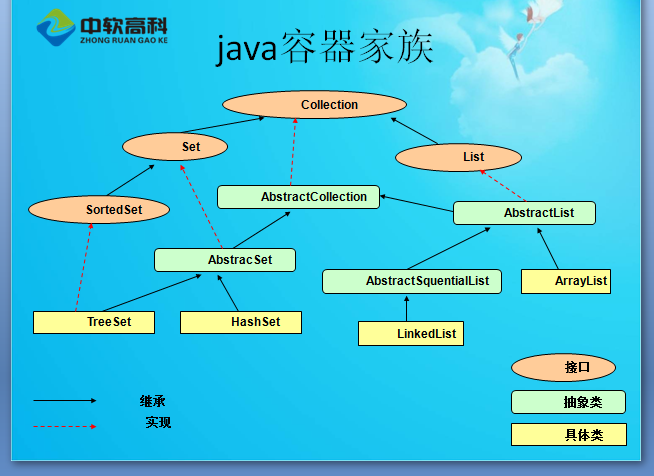 中软高科
ZHONG RUAN GAO KE
java容器家族
Collection
Set
List
AbstractCollection
SortedSet
AbstractList
AbstracSet
AbstractSquentialList
ArrayList
TreeSet
HashSet
LinkedList
接口
继承
抽象类
实现
具体类